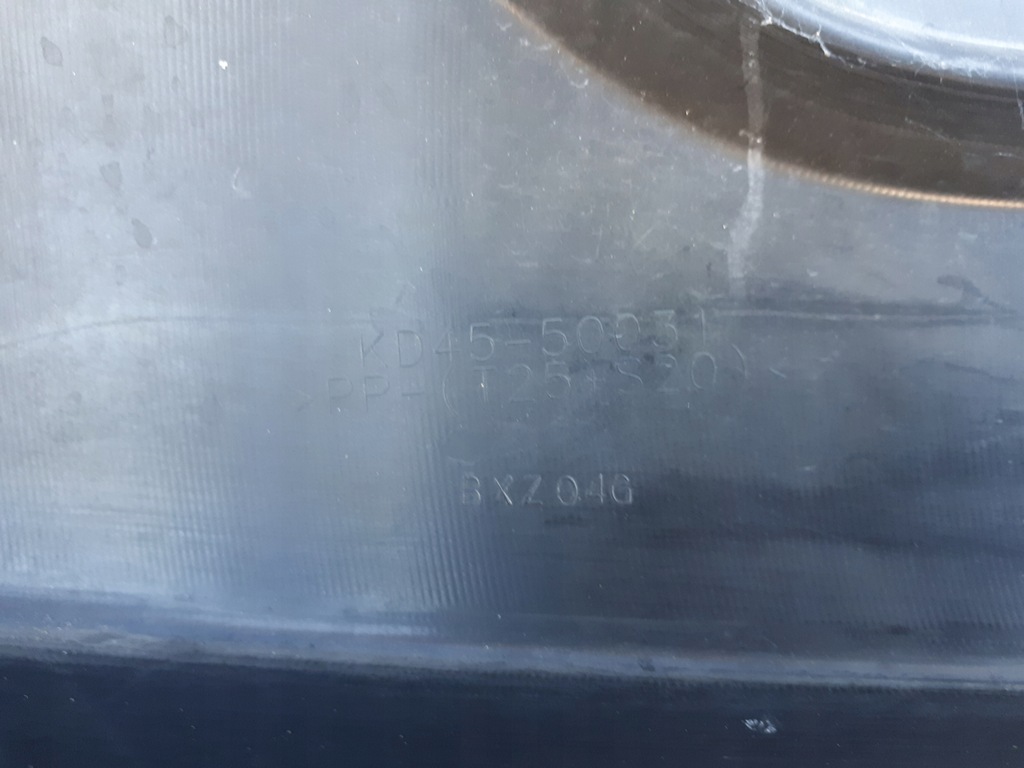 KD45-50031
>PP-(T25+S20)<
BXZ04G